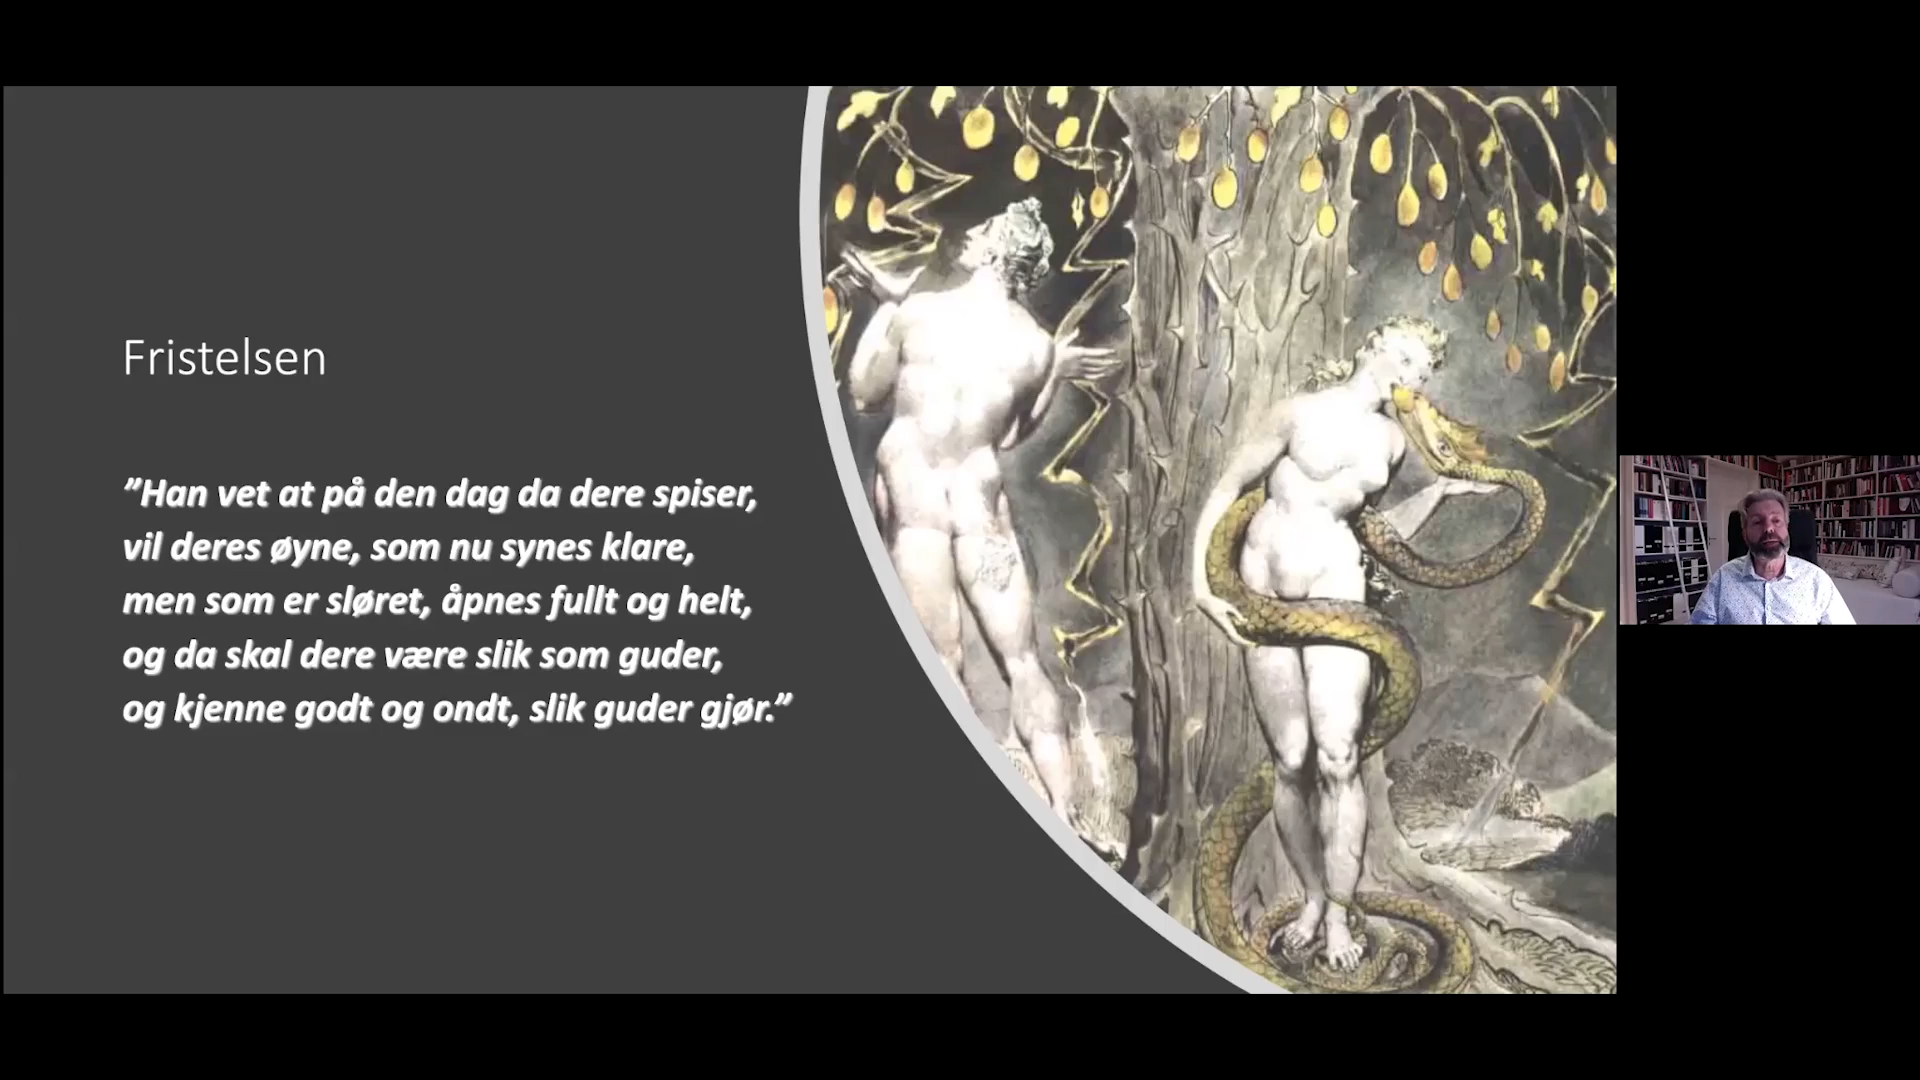 Fristelsen
”Han vet at på den dag da dere spiser,
vil deres øyne, som nu synes klare,
men som er sløret, åpnes fullt og helt,
og da skal dere være slik som guder,
og kjenne godt og ondt, slik guder gjør.”